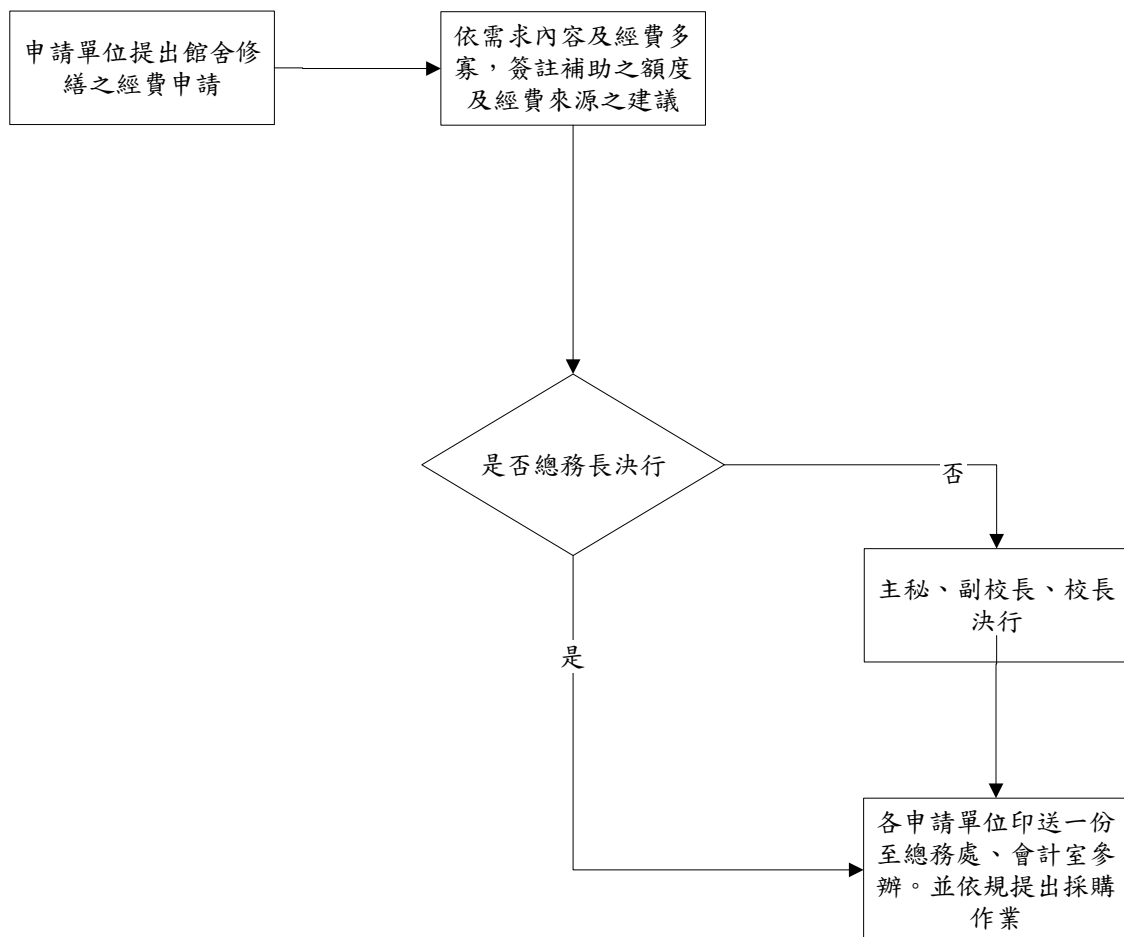 申請單位提出館舍修
繕之經費申請
依需求內容及經費多
寡，簽註補助之額度
及經費來源之建議
是否總務長決行
否
主秘、副校長、校長
決行
是
各申請單位印送一份
至總務處、會計室參
辦。並依規提出採購
作業